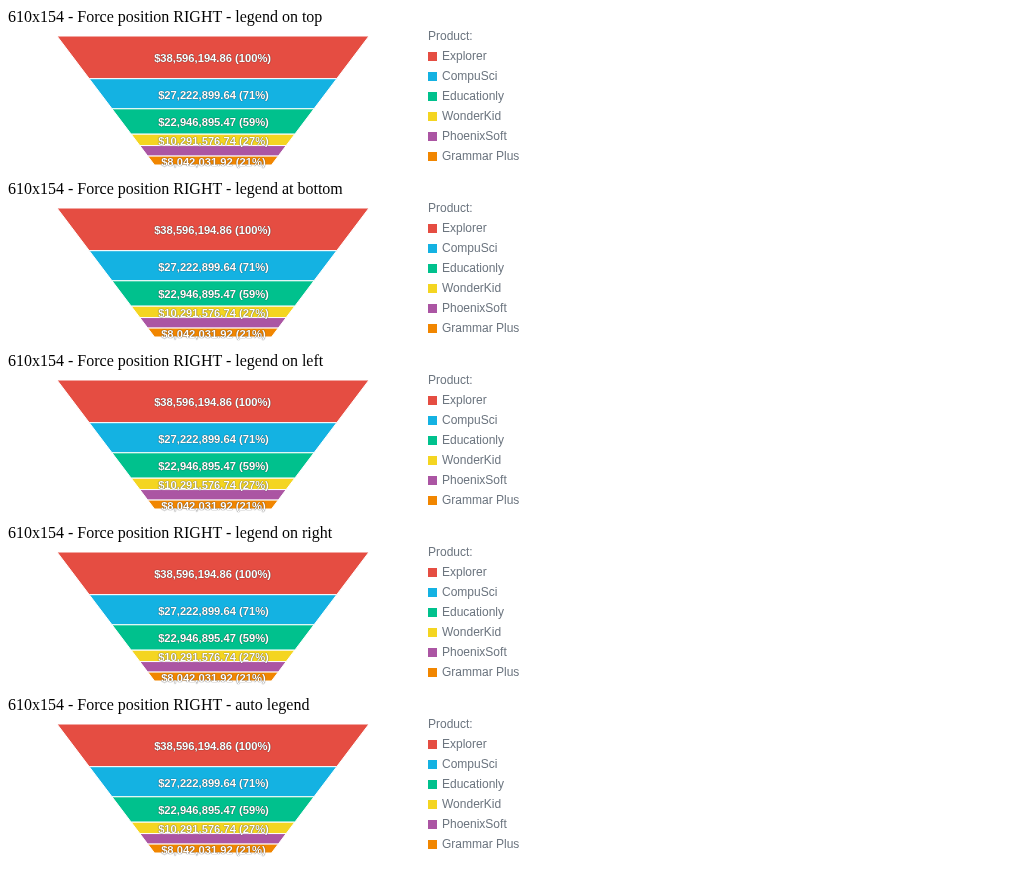 610x154 - Force position RIGHT - legend on top
$38,596,194.86 (100%)
$27,222,899.64 (71%)
$22,946,895.47 (59%)
$10,291,576.74 (27%)
$8,042,031.92 (21%)
Product:
Explorer
CompuSci
Educationly
WonderKid
PhoenixSoft
Grammar Plus
610x154 - Force position RIGHT - legend at bottom
$38,596,194.86 (100%)
$27,222,899.64 (71%)
$22,946,895.47 (59%)
$10,291,576.74 (27%)
$8,042,031.92 (21%)
Product:
Explorer
CompuSci
Educationly
WonderKid
PhoenixSoft
Grammar Plus
610x154 - Force position RIGHT - legend on left
$38,596,194.86 (100%)
$27,222,899.64 (71%)
$22,946,895.47 (59%)
$10,291,576.74 (27%)
$8,042,031.92 (21%)
Product:
Explorer
CompuSci
Educationly
WonderKid
PhoenixSoft
Grammar Plus
610x154 - Force position RIGHT - legend on right
$38,596,194.86 (100%)
$27,222,899.64 (71%)
$22,946,895.47 (59%)
$10,291,576.74 (27%)
$8,042,031.92 (21%)
Product:
Explorer
CompuSci
Educationly
WonderKid
PhoenixSoft
Grammar Plus
610x154 - Force position RIGHT - auto legend
$38,596,194.86 (100%)
$27,222,899.64 (71%)
$22,946,895.47 (59%)
$10,291,576.74 (27%)
$8,042,031.92 (21%)
Product:
Explorer
CompuSci
Educationly
WonderKid
PhoenixSoft
Grammar Plus